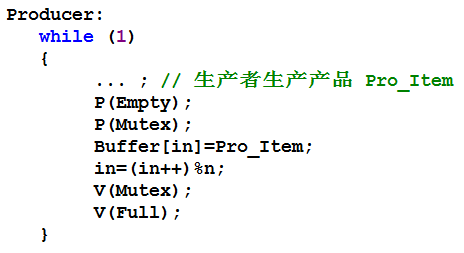 Producer:
while (1)
{
... ; // 生产者生产产品 Pro_Item
P(Empty);
P(Mutex);
Buffer[in]=Pro_Item;
in=(in++)%n;
V(Mutex);
V(Full);
}